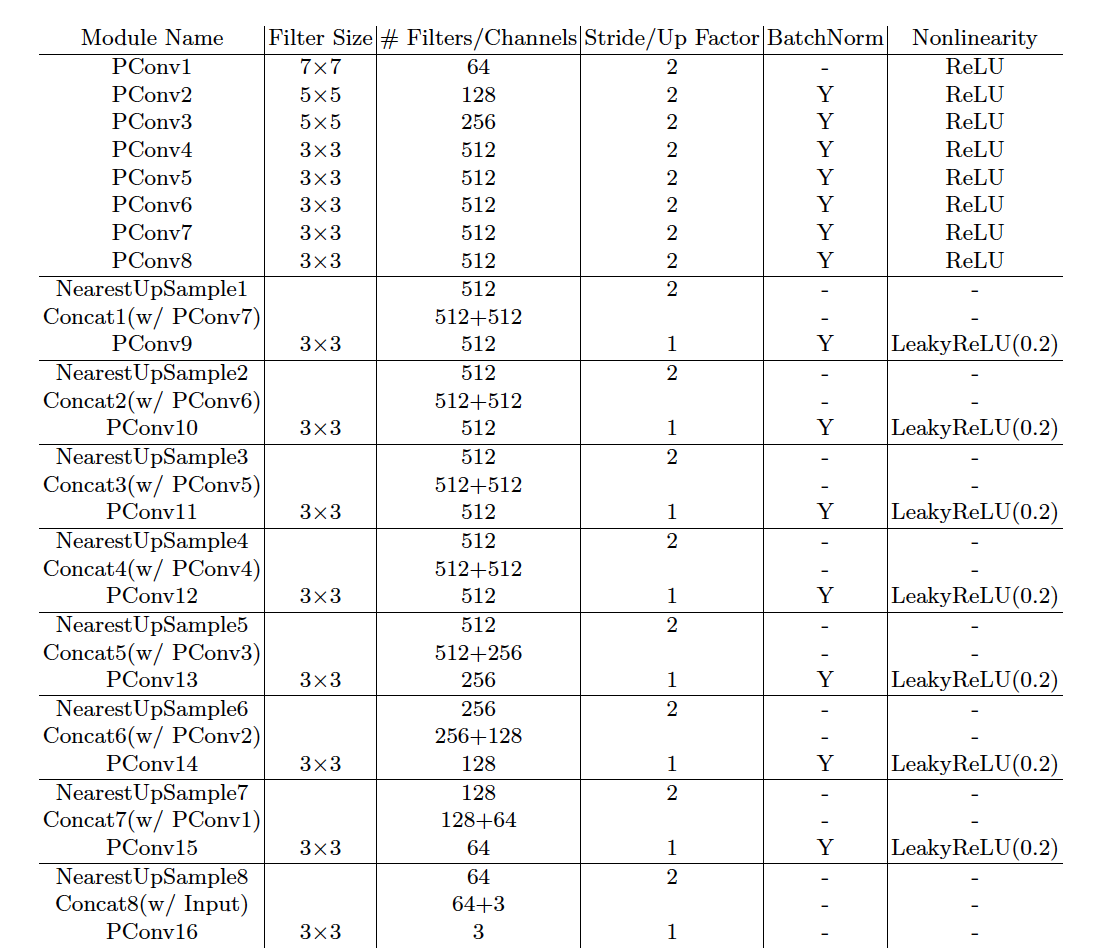 Module Name Filter Size # Filters/Channels Stride/Up Factor BatchNorm Nonlinearity
PConv1 7×7 64 2 - ReLU
PConv2 5×5 128 2 Y ReLU
PConv3 5×5 256 2 Y ReLU
PConv4 3×3 512 2 Y ReLU
PConv5 3×3 512 2 Y ReLU
PConv6 3×3 512 2 Y ReLU
PConv7 3×3 512 2 Y ReLU
PConv8 3×3 512 2 Y ReLU
NearestUpSample1 512 2 - -
Concat1(w/ PConv7) 512+512 - -
PConv9 3×3 512 1 Y LeakyReLU(0.2)
NearestUpSample2 512 2 - -
Concat2(w/ PConv6) 512+512 - -
PConv10 3×3 512 1 Y LeakyReLU(0.2)
NearestUpSample3 512 2 - -
Concat3(w/ PConv5) 512+512 - -
PConv11 3×3 512 1 Y LeakyReLU(0.2)
NearestUpSample4 512 2 - -
Concat4(w/ PConv4) 512+512 - -
PConv12 3×3 512 1 Y LeakyReLU(0.2)
NearestUpSample5 512 2 - -
Concat5(w/ PConv3) 512+256 - -
PConv13 3×3 256 1 Y LeakyReLU(0.2)
NearestUpSample6 256 2 - -
Concat6(w/ PConv2) 256+128 - -
PConv14 3×3 128 1 Y LeakyReLU(0.2)
NearestUpSample7 128 2 - -
Concat7(w/ PConv1) 128+64 - -
PConv15 3×3 64 1 Y LeakyReLU(0.2)
NearestUpSample8 64 2 - -
Concat8(w/ Input) 64+3 - -
PConv16 3×3 3 1 - -